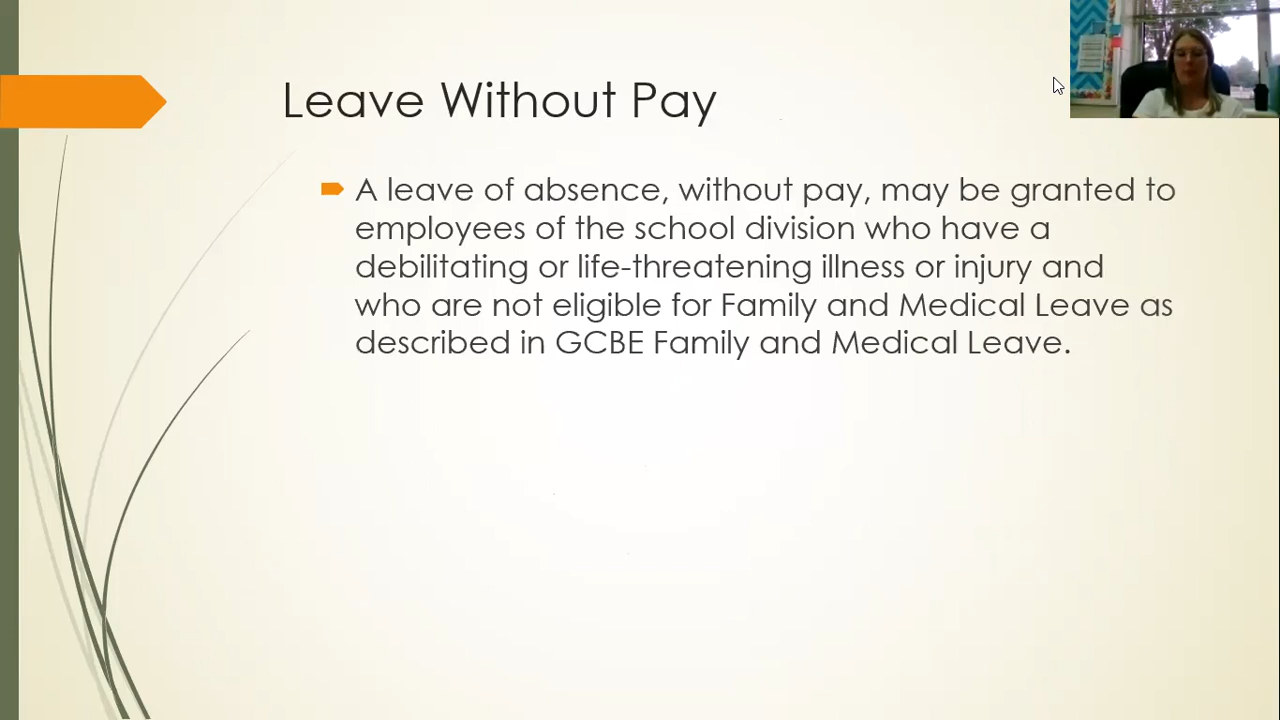 Leave Without Pay
A leave of absence, without pay, may be granted to
employees of the school division who have a
debilitating or life-threatening illness or injury and
who are not eligible for Family and Medical Leave as
described in GCBE Family and Medical Leave.